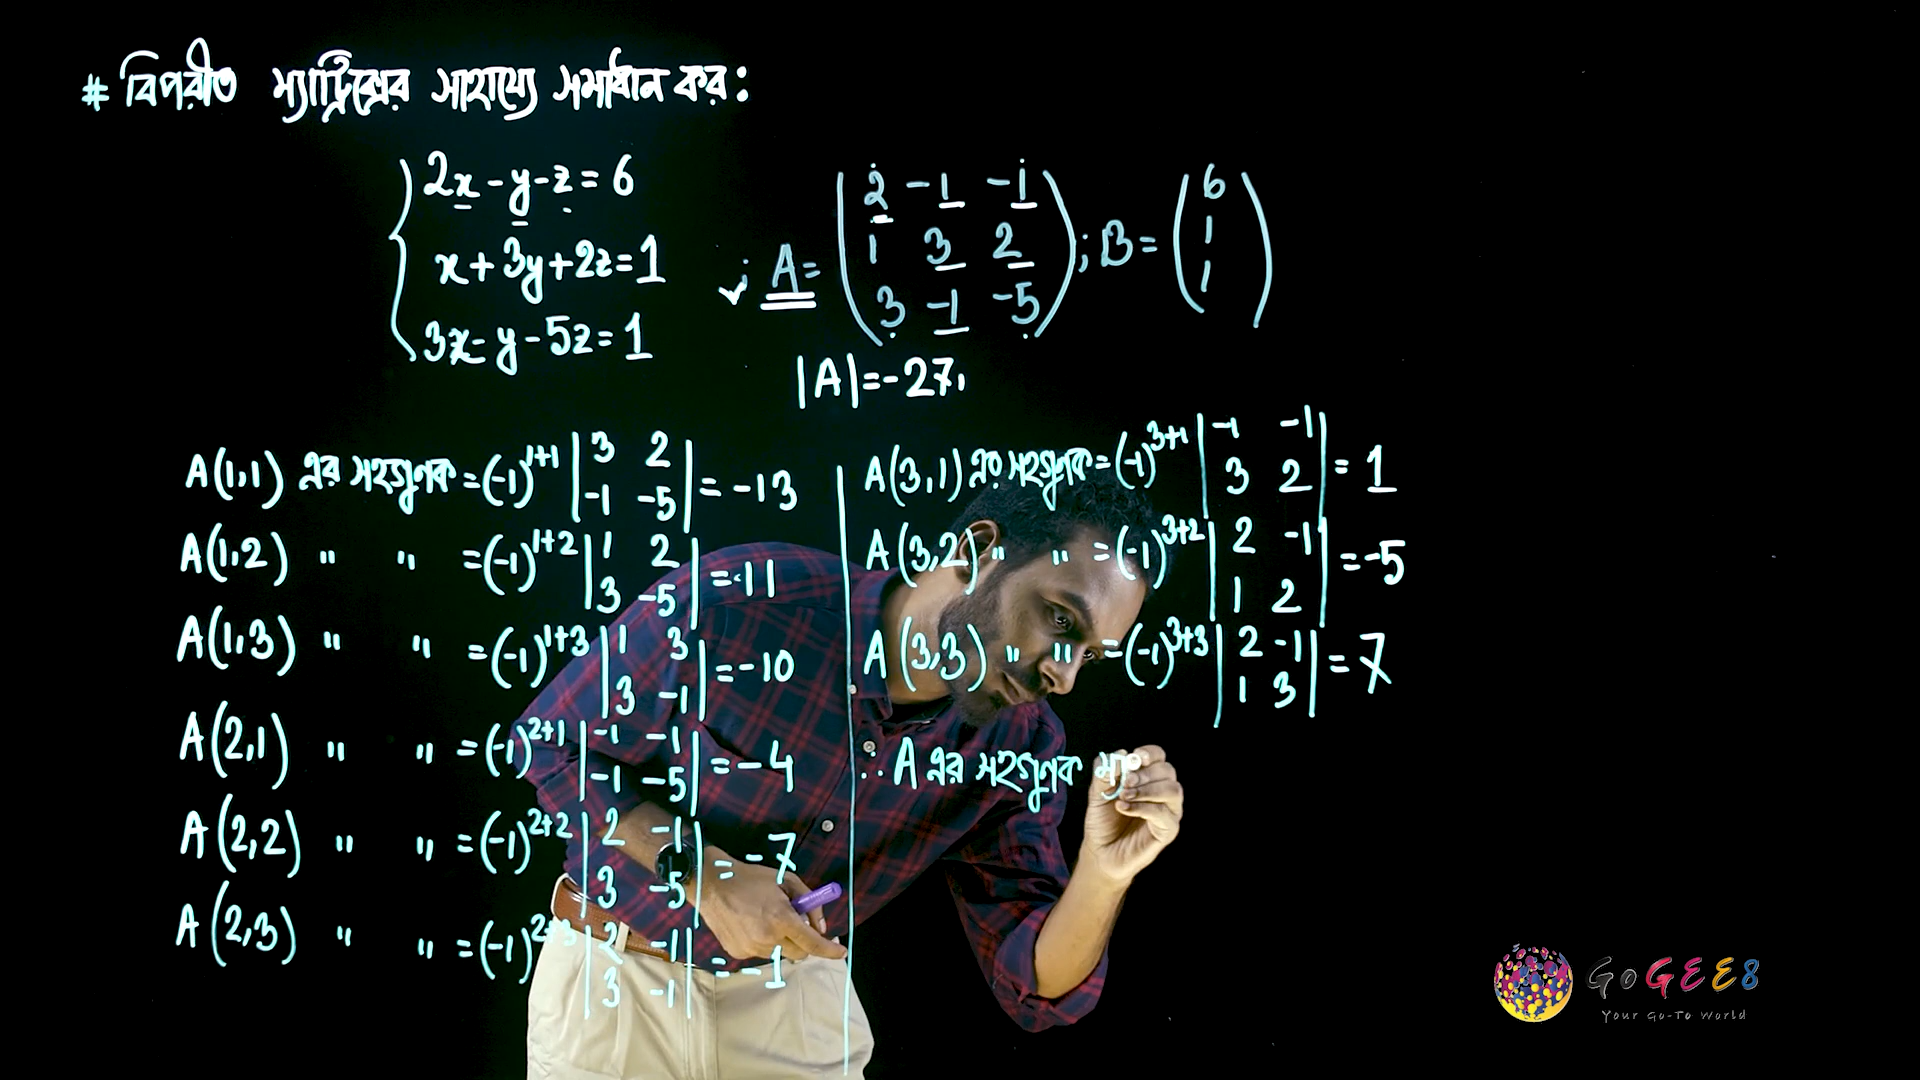 # বিপরীত ম্যাট্রিক্সের সাহায্যে সমাধান কর:
2x - y - z = 6
x + 3y + 2z = 1
3x - y - 5z = 1
; A = (2 -1 -1
1 3 2
3 -1 -5) ; B = (6
1
1)
|A| = -27
A(1,1) এর সহগুণক = (-1)^1+1 |3 2
-1 -5| = -13
A(1,2) " " = (-1)^1+2 |1 2
3 -5| = 11
A(1,3) " " = (-1)^1+3 |1 3
3 -1| = -10
A(2,1) " " = (-1)^2+1 |-1 -1
-1 -5| = -4
A(2,2) " " = (-1)^2+2 |2 -1
3 -5| = -7
A(2,3) " " = (-1)^2+3 |2 -1
3 -1| = -1
A(3,1) এর সহগুণক = (-1)^3+1 |-1 -1
3 2| = 1
A(3,2) " " = (-1)^3+2 |2 -1
1 2| = -5
A(3,3) " " = (-1)^3+3 |2 -1
1 3| = 7
∴ A এর সহগুণক ম্যা
GoGEE8
Your Go-To World